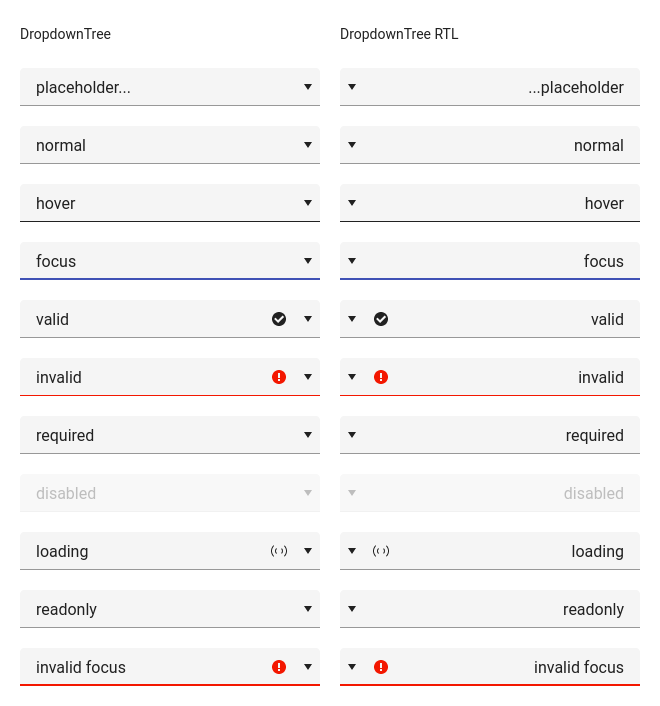 DropdownTree
DropdownTree RTL
placeholder...
...placeholder
normal
normal
hover
hover
focus
focus
valid
valid
invalid
invalid
required
required
disabled
disabled
loading
loading
readonly
readonly
invalid focus
invalid focus